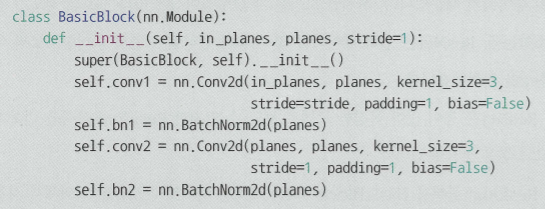 class BasicBlock(nn.Module):
    def __init__(self, in_planes, planes, stride=1):
        super(BasicBlock, self).__init__()
        self.conv1 = nn.Conv2d(in_planes, planes, kernel_size=3,
                               stride=stride, padding=1, bias=False)
        self.bn1 = nn.BatchNorm2d(planes)
        self.conv2 = nn.Conv2d(planes, planes, kernel_size=3,
                               stride=1, padding=1, bias=False)
        self.bn2 = nn.BatchNorm2d(planes)